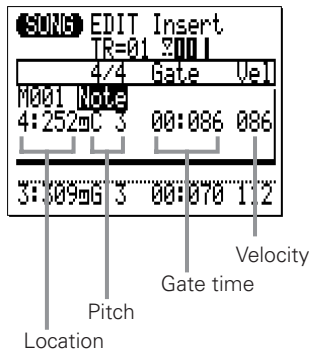 SONG EDIT Insert
TR=01
4/4 Gate Vel
M001 Note
4:252 C 3 00:086 086
3:309 G 3 00:070 112
Velocity
Gate time
Pitch
Location